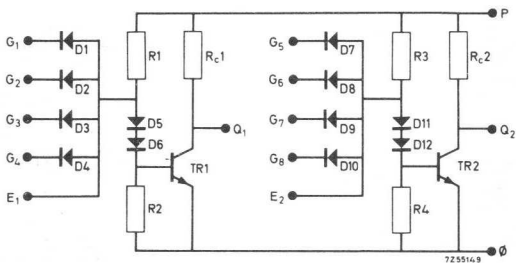 P
R1
Rc1
R3
Rc2
G1
D1
G5
D7
G2
D2
G6
D8
G3
D3
D5
Q1
G7
D9
D11
Q2
D6
D12
G4
D4
TR1
G8
D10
TR2
E1
R2
E2
R4
Ø
7Z55149